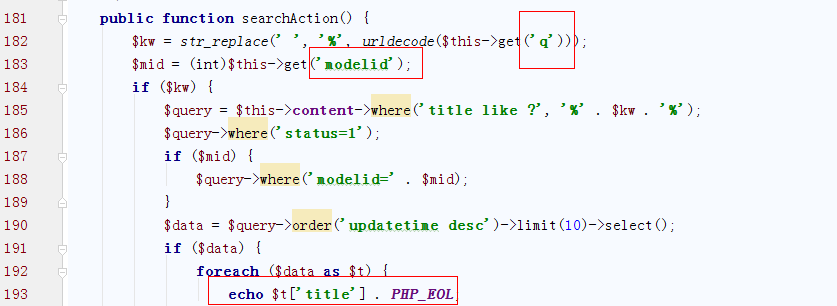 181 public function searchAction() {
182 $kw = str_replace(' ', '%', urldecode($this->get('q')));
183 $mid = (int)$this->get('modelid');
184 if ($kw) {
185 $query = $this->content->where('title like ?', '%' . $kw . '%');
186 $query->where('status=1');
187 if ($mid) {
188 $query->where('modelid=' . $mid);
189 }
190 $data = $query->order('updatetime desc')->limit(10)->select();
191 if ($data) {
192 foreach ($data as $t) {
193 echo $t['title'] . PHP_EOL